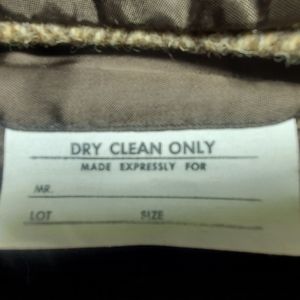 DRY CLEAN ONLY
MADE EXPRESSLY FOR
MR.
LOT SIZE